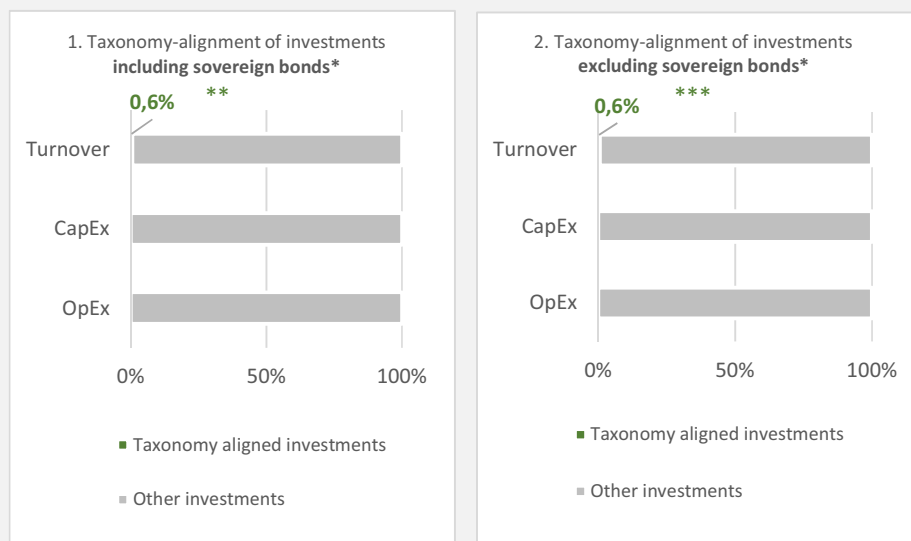 1. Taxonomy-alignment of investments
including sovereign bonds*
**
0,6%
Turnover
CapEx
OpEx
0%
50%
100%
Taxonomy aligned investments
Other investments
2. Taxonomy-alignment of investments
excluding sovereign bonds*
***
0,6%
Turnover
CapEx
OpEx
0%
50%
100%
Taxonomy aligned investments
Other investments